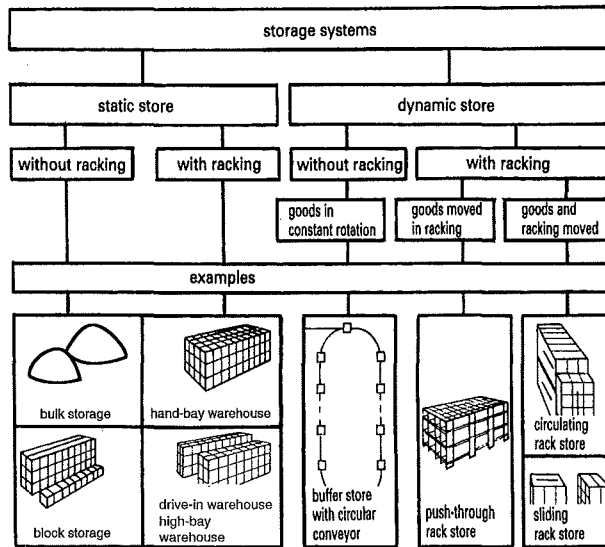 storage systems
static store
dynamic store
without racking
with racking
without racking
with racking
goods in
constant rotation
goods moved
in racking
goods and
racking moved
examples
bulk storage
hand-bay warehouse
block storage
drive-in warehouse
high-bay
warehouse
buffer store
with circular
conveyor
push-through
rack store
circulating
rack store
sliding
rack store